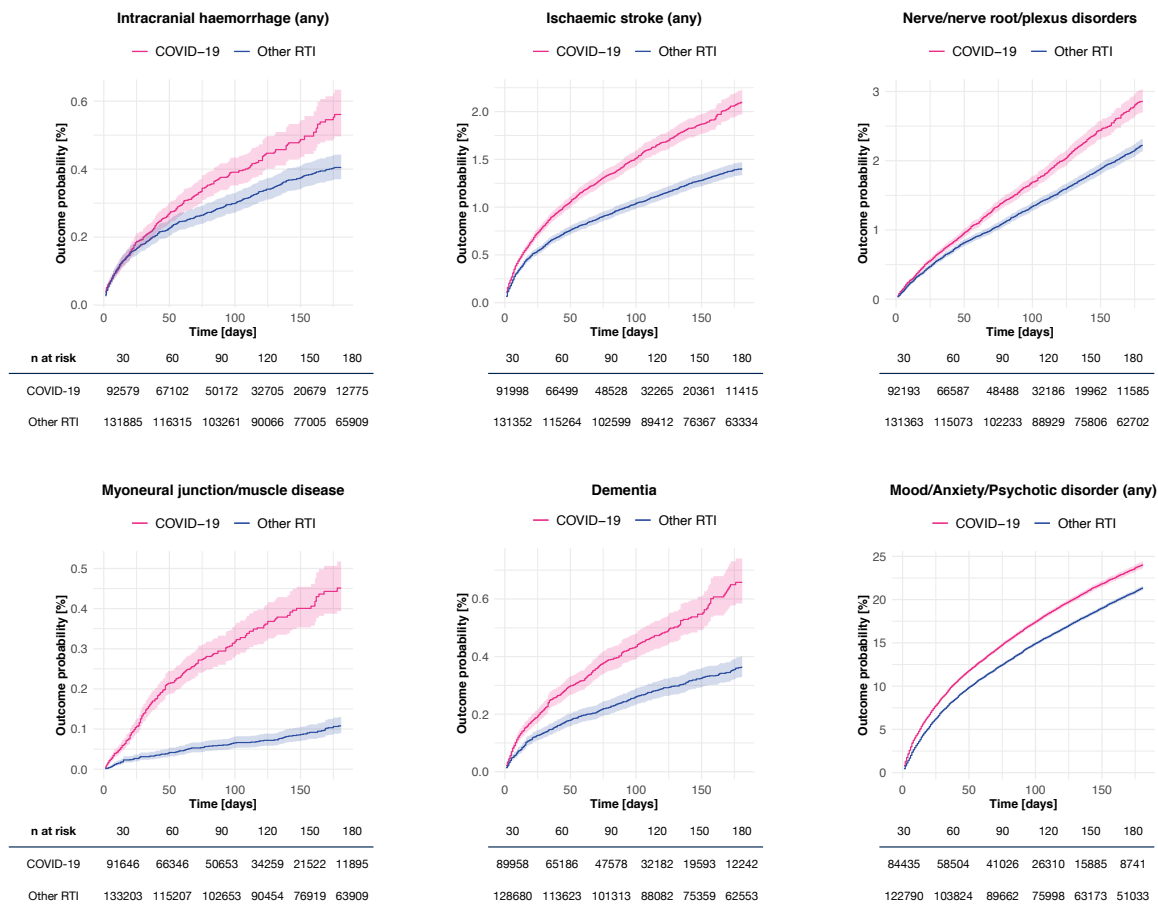 Intracranial haemorrhage (any)
COVID−19 Other RTI
Outcome probability [%]
0.6
0.4
0.2
0.0
0 50 100 150
Time [days]
n at risk 30 60 90 120 150 180
COVID-19 92579 67102 50172 32705 20679 12775
Other RTI 131885 116315 103261 90066 77005 65909
Ischaemic stroke (any)
COVID−19 Other RTI
Outcome probability [%]
2.0
1.5
1.0
0.5
0.0
0 50 100 150
Time [days]
30 60 90 120 150 180
91998 66499 48528 32265 20361 11415
131352 115264 102599 89412 76367 63334
Nerve/nerve root/plexus disorders
COVID−19 Other RTI
Outcome probability [%]
3
2
1
0
0 50 100 150
Time [days]
30 60 90 120 150 180
92193 66587 48488 32186 19962 11585
131363 115073 102233 88929 75806 62702
Myoneural junction/muscle disease
COVID−19 Other RTI
Outcome probability [%]
0.5
0.4
0.3
0.2
0.1
0.0
0 50 100 150
Time [days]
n at risk 30 60 90 120 150 180
COVID-19 91646 66346 50653 34259 21522 11895
Other RTI 133203 115207 102653 90454 76919 63909
Dementia
COVID−19 Other RTI
Outcome probability [%]
0.6
0.4
0.2
0.0
0 50 100 150
Time [days]
30 60 90 120 150 180
89958 65186 47578 32182 19593 12242
128680 113623 101313 88082 75359 62553
Mood/Anxiety/Psychotic disorder (any)
COVID−19 Other RTI
Outcome probability [%]
25
20
15
10
5
0
0 50 100 150
Time [days]
30 60 90 120 150 180
84435 58504 41026 26310 15885 8741
122790 103824 89662 75998 63173 51033